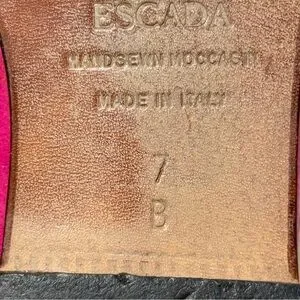 ESCADA
HANDSEWN MOCCASIN
MADE IN ITALY
7
B